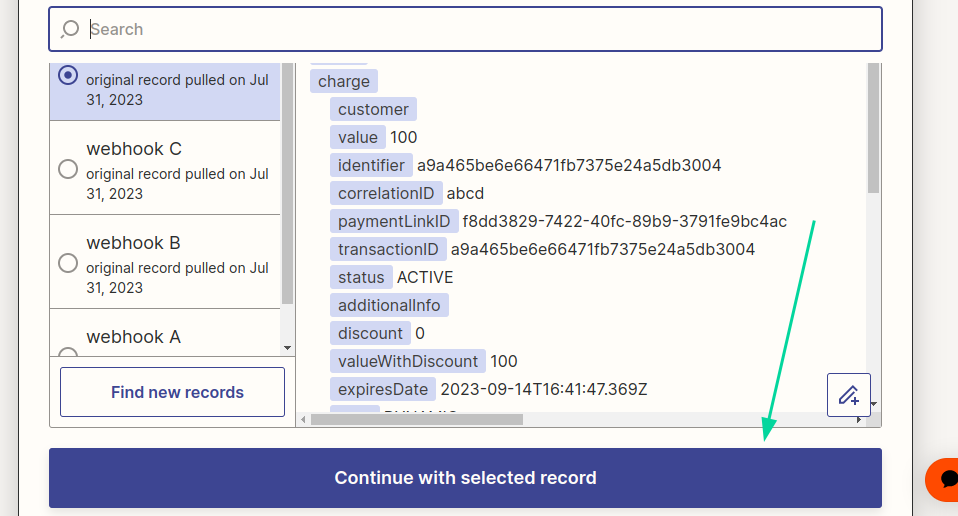 Search
original record pulled on Jul
31, 2023
webhook C
original record pulled on Jul
31, 2023
webhook B
original record pulled on Jul
31, 2023
webhook A
Find new records
charge
customer
value 100
identifier a9a465be6e66471fb7375e24a5db3004
correlationID abcd
paymentLinkID f8dd3829-7422-40fc-89b9-3791fe9bc4ac
transactionID a9a465be6e66471fb7375e24a5db3004
status ACTIVE
additionalInfo
discount 0
valueWithDiscount 100
expiresDate 2023-09-14T16:41:47.369Z
Continue with selected record